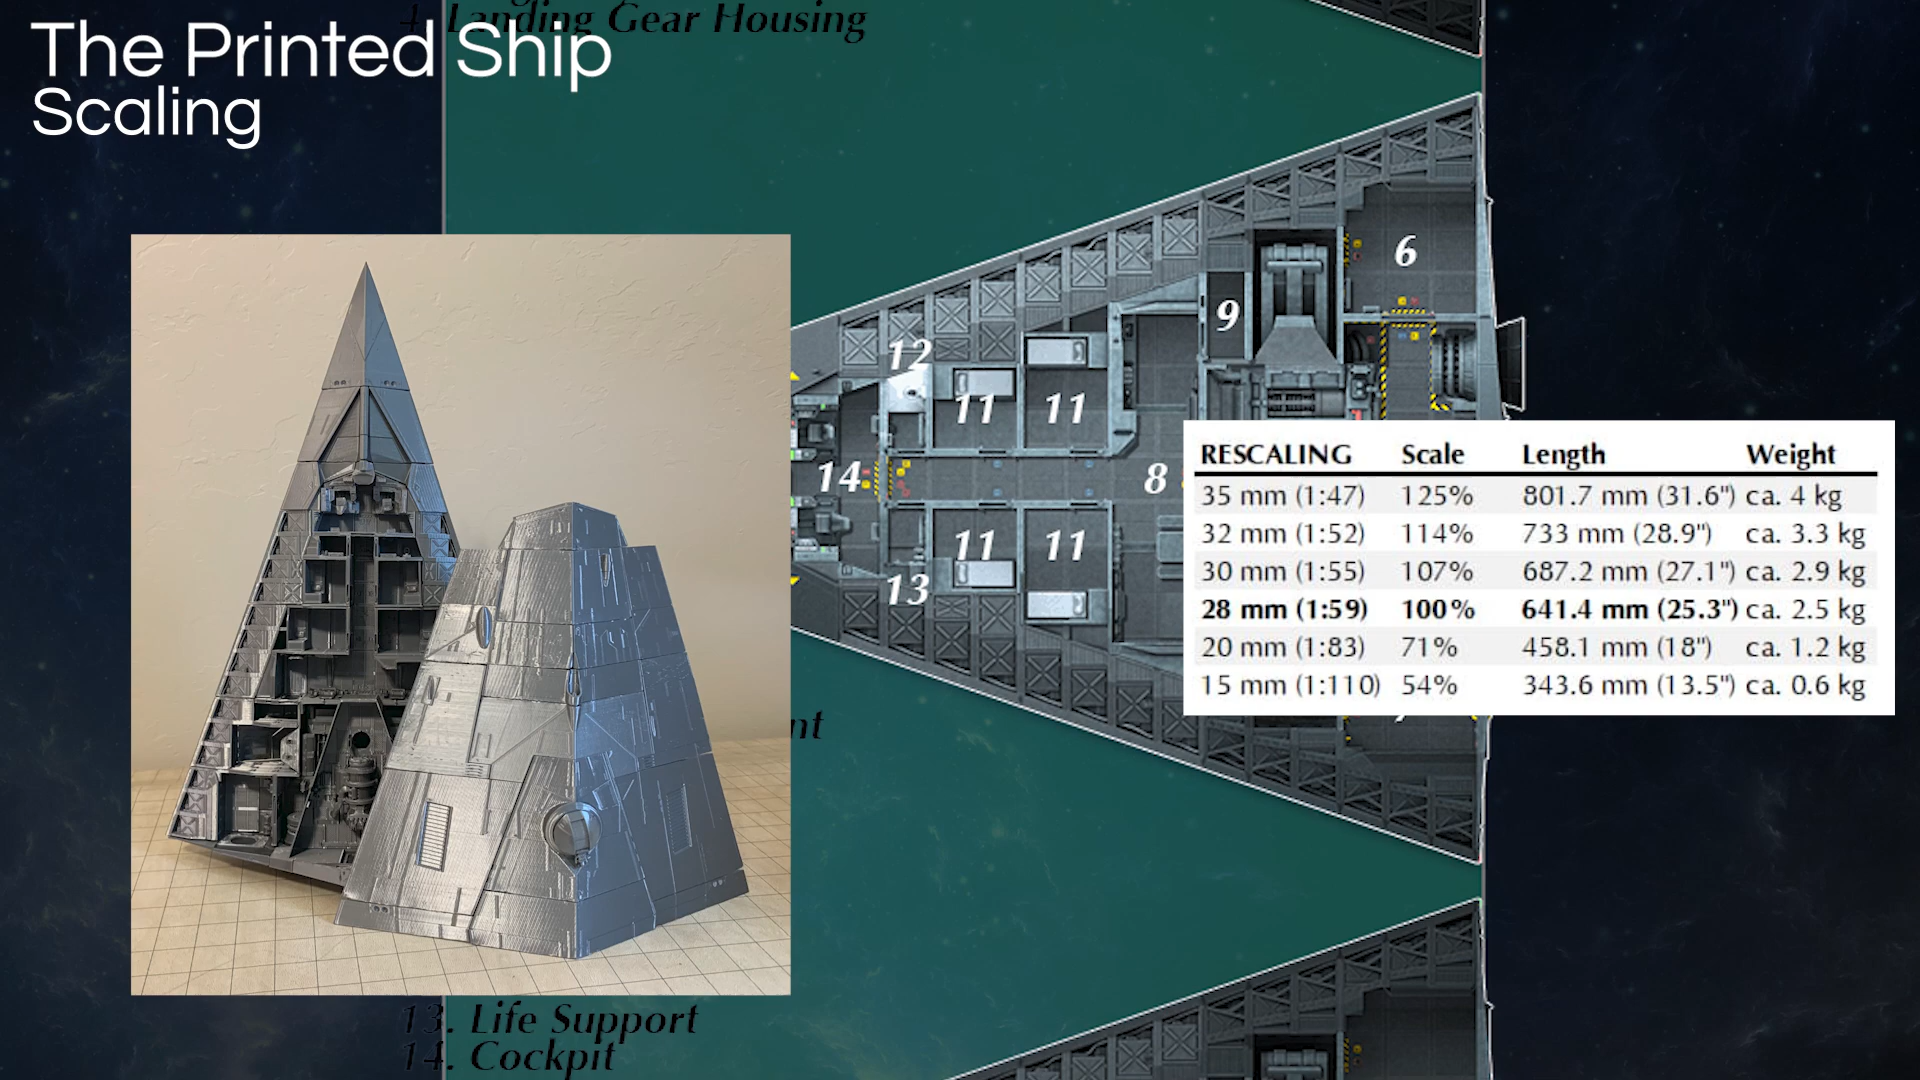 4. Landing Gear Housing
The Printed Ship
Scaling
6
9
12
11 11
14
8
11 11
13
RESCALING Scale Length Weight
35 mm (1:47) 125% 801.7 mm (31.6") ca. 4 kg
32 mm (1:52) 114% 733 mm (28.9") ca. 3.3 kg
30 mm (1:55) 107% 687.2 mm (27.1") ca. 2.9 kg
28 mm (1:59) 100% 641.4 mm (25.3") ca. 2.5 kg
20 mm (1:83) 71% 458.1 mm (18") ca. 1.2 kg
15 mm (1:110) 54% 343.6 mm (13.5") ca. 0.6 kg
13. Life Support
14. Cockpit